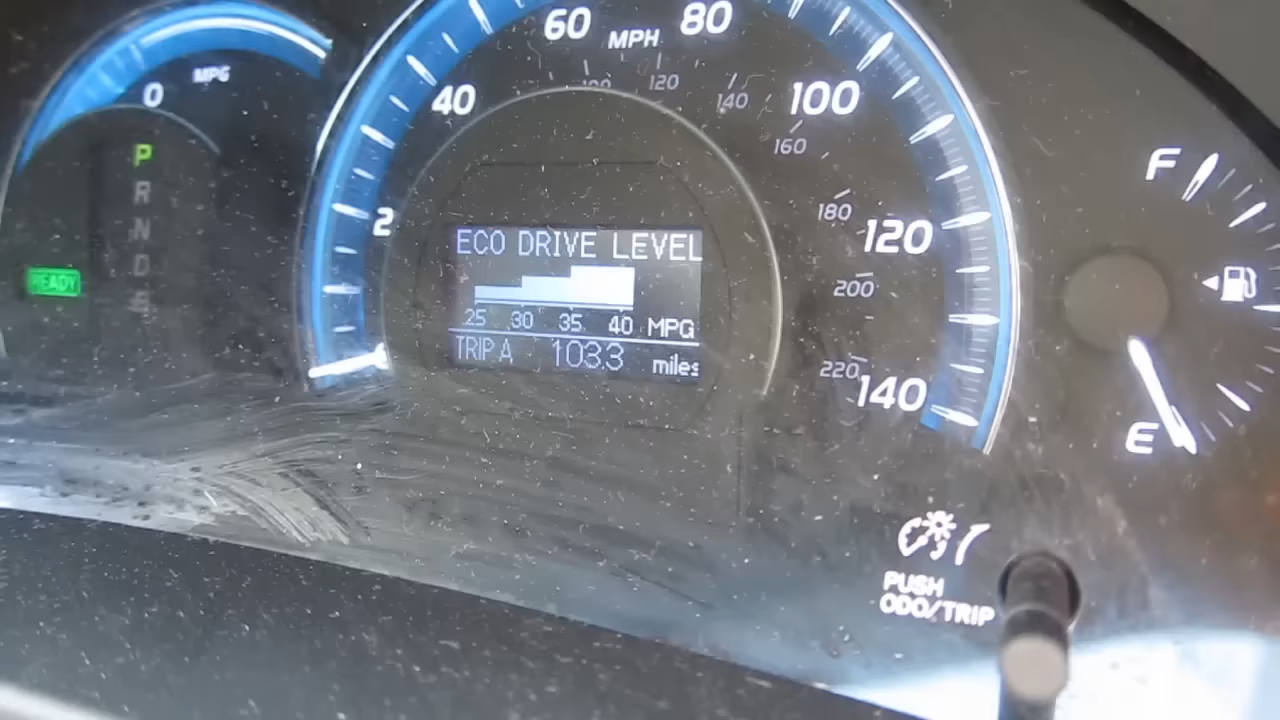 60 MPH 80
MPG
0
40
100
120
140
100
160
P
R
N
D
READY
2
180
120
200
220
140
F
E
ECO DRIVE LEVEL
25 30 35 40 MPG
TRIP A 1033 miles
PUSH
ODO/TRIP